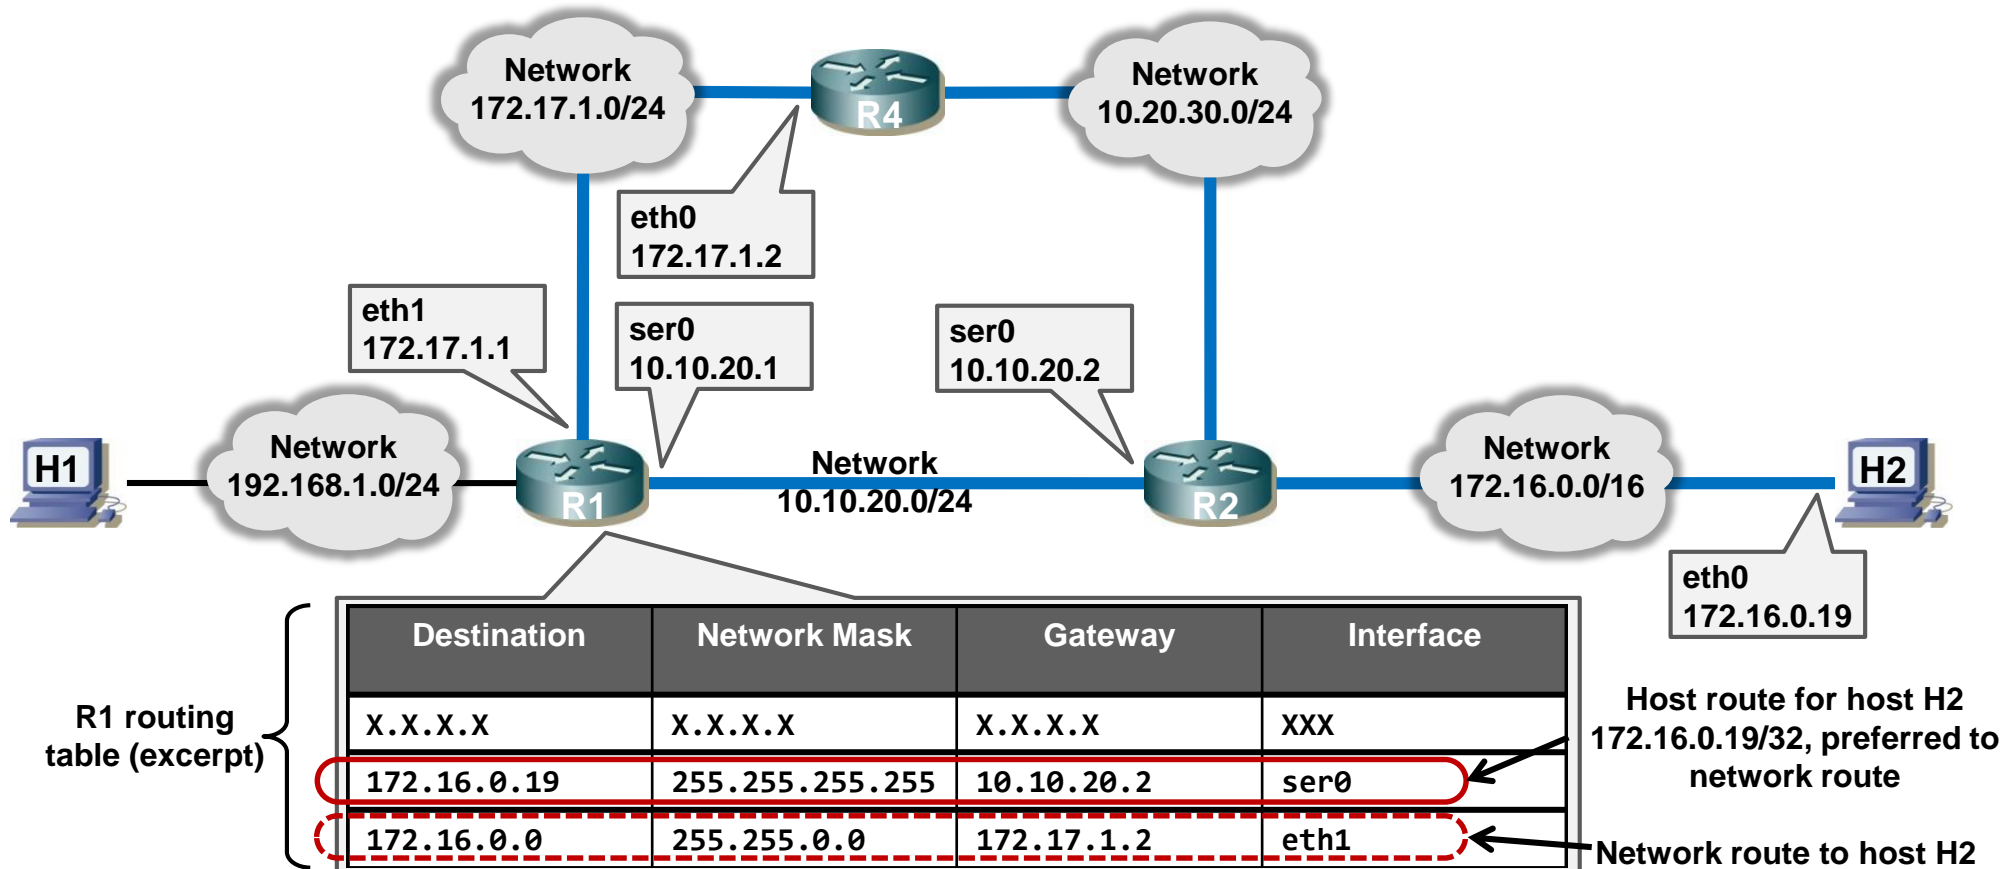 Network
172.17.1.0/24
R4
Network
10.20.30.0/24
eth0
172.17.1.2
eth1
172.17.1.1
ser0
10.10.20.1
ser0
10.10.20.2
H1
Network
192.168.1.0/24
R1
Network
10.10.20.0/24
R2
Network
172.16.0.0/16
H2
eth0
172.16.0.19
R1 routing
table (excerpt)
Destination Network Mask Gateway Interface
X.X.X.X X.X.X.X X.X.X.X XXX
172.16.0.19 255.255.255.255 10.10.20.2 ser0
172.16.0.0 255.255.0.0 172.17.1.2 eth1
Host route for host H2
172.16.0.19/32, preferred to
network route
Network route to host H2